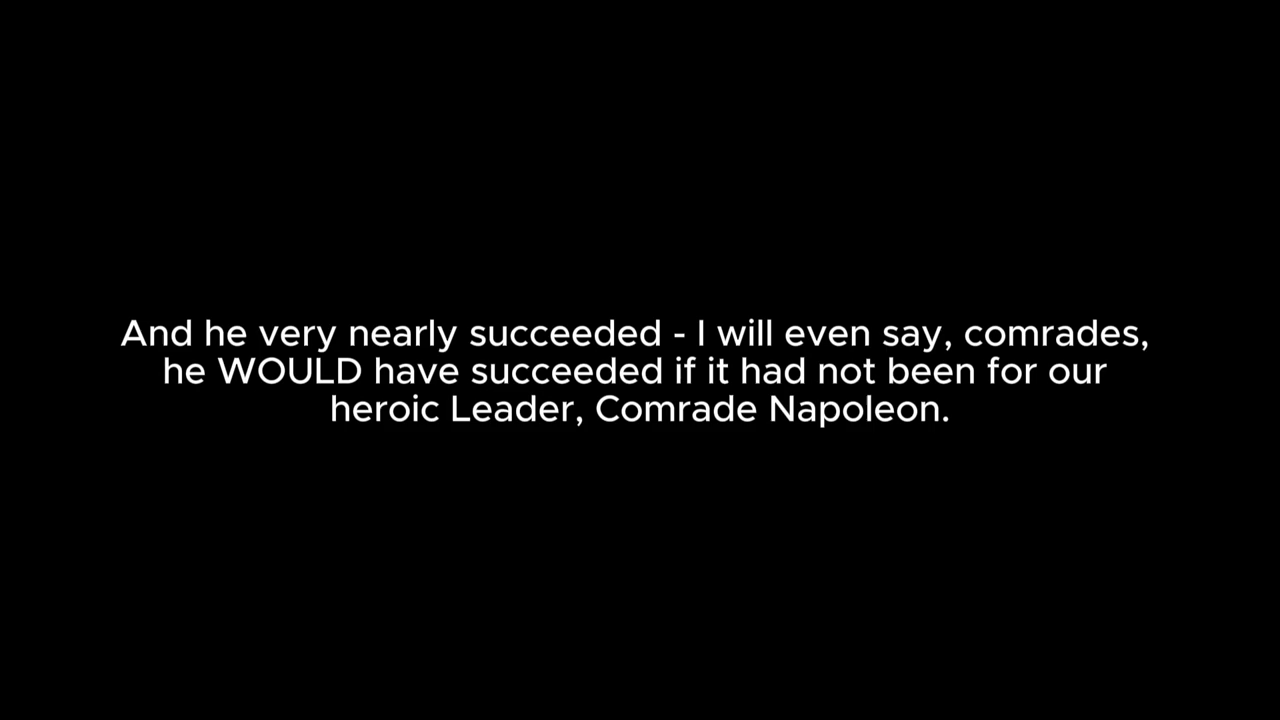 And he very nearly succeeded - I will even say, comrades,
he WOULD have succeeded if it had not been for our
heroic Leader, Comrade Napoleon.